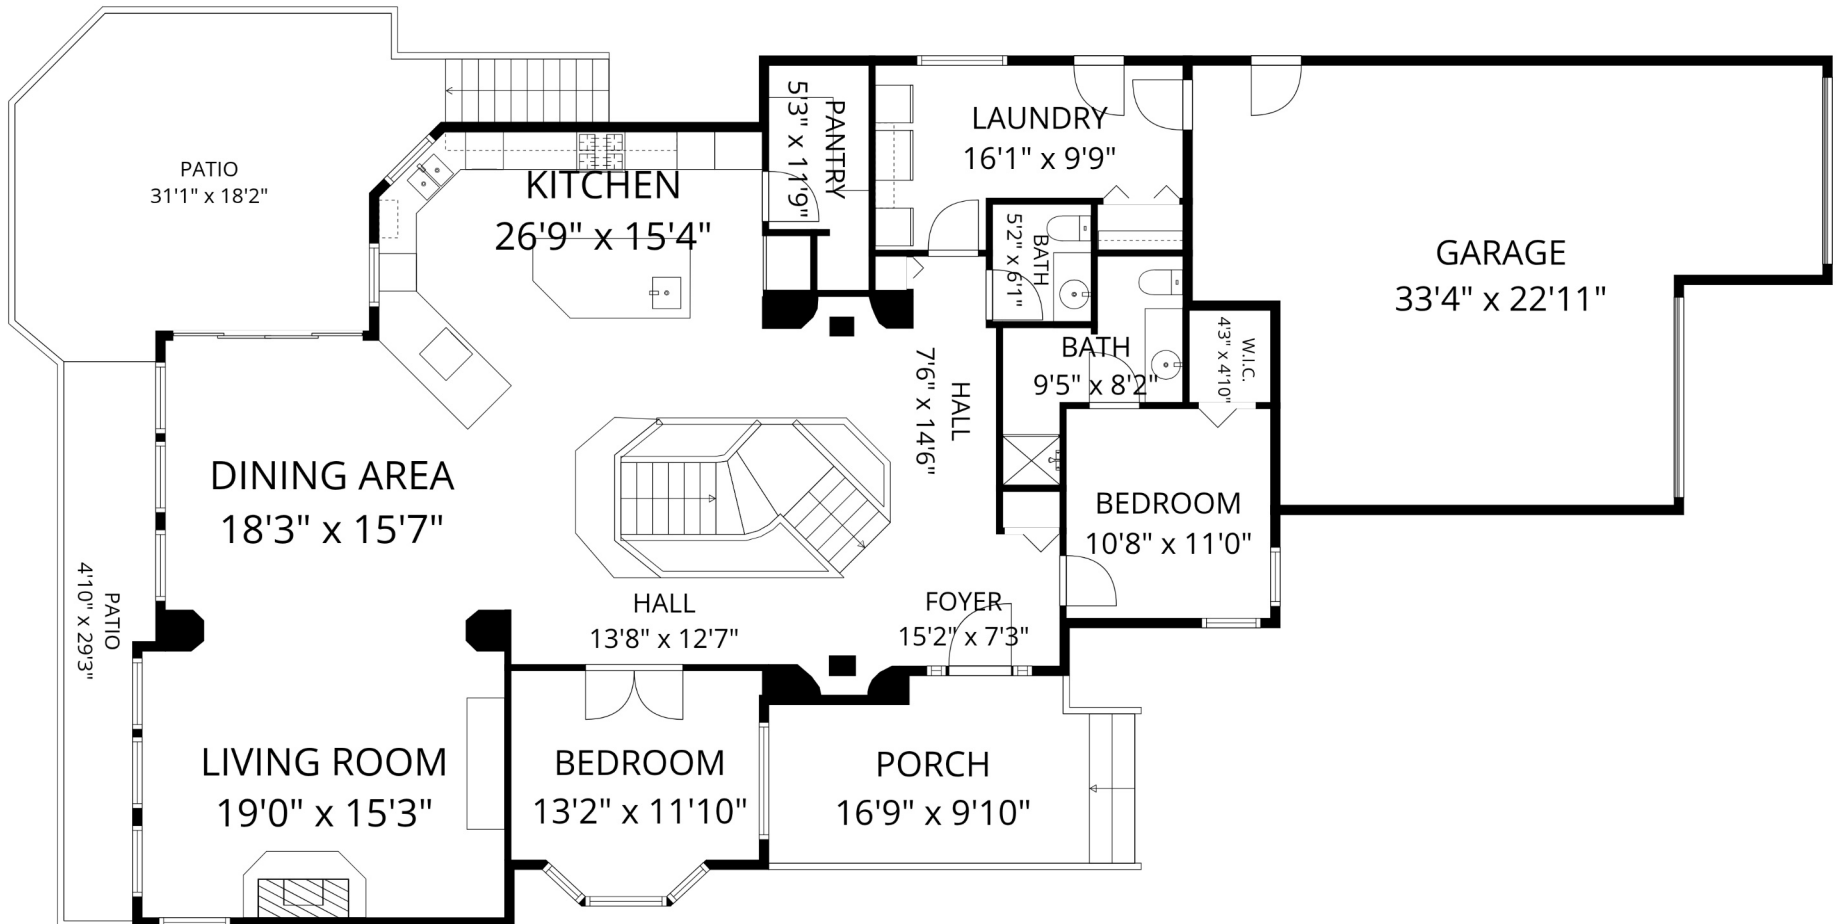 PATIO
31'1" x 18'2"
KITCHEN
26'9" x 15'4"
PANTRY
5'3" x 11'9"
LAUNDRY
16'1" x 9'9"
BATH
5'2" x 6'1"
GARAGE
33'4" x 22'11"
BATH
9'5" x 8'2"
W.I.C.
4'3" x 4'10"
HALL
7'6" x 14'6"
DINING AREA
18'3" x 15'7"
BEDROOM
10'8" x 11'0"
PATIO
4'10" x 29'3"
HALL
13'8" x 12'7"
FOYER
15'2" x 7'3"
LIVING ROOM
19'0" x 15'3"
BEDROOM
13'2" x 11'10"
PORCH
16'9" x 9'10"